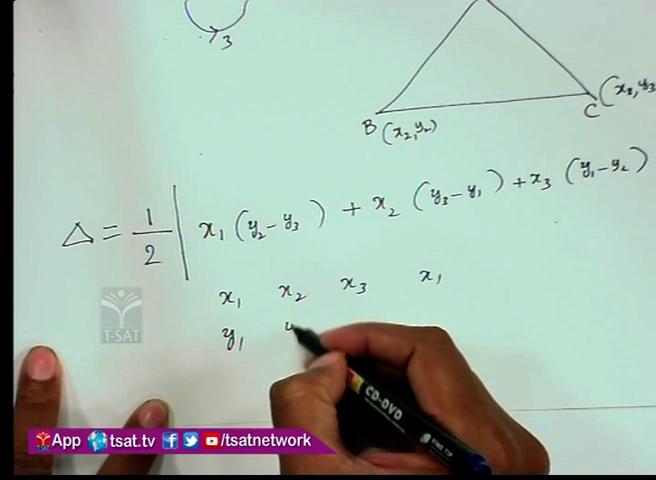 3
B (x₂, y₂)
C (x₃, y₃
Δ = 1/2 | x₁ (y₂ - y₃) + x₂ (y₃ - y₁) + x₃ (y₁ - y₂)
x₁ x₂ x₃ x₁
y₁ y
T-SAT
CD-DVD
App tsat.tv /tsatnetwork